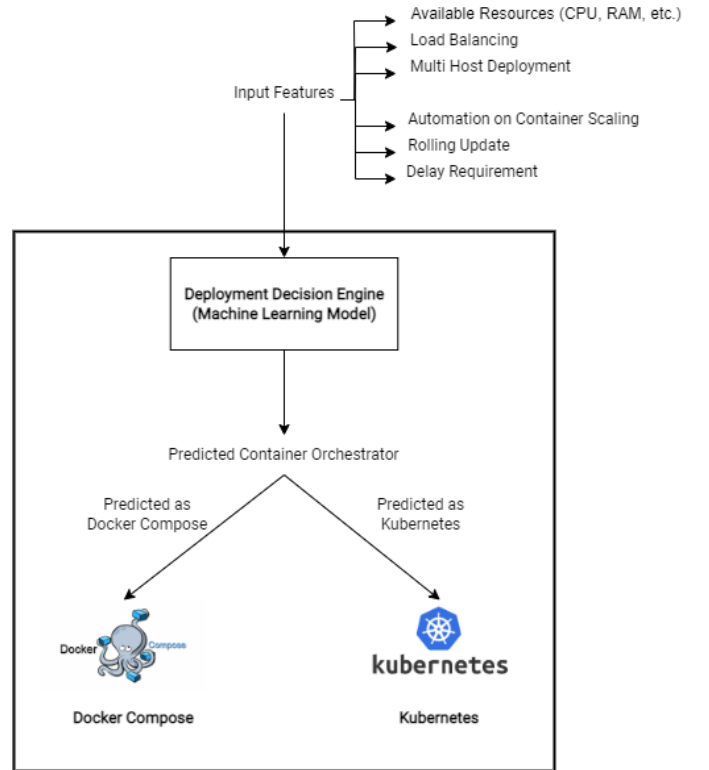 Available Resources (CPU, RAM, etc.)
Load Balancing
Multi Host Deployment
Input Features
Automation on Container Scaling
Rolling Update
Delay Requirement
Deployment Decision Engine
(Machine Learning Model)
Predicted Container Orchestrator
Predicted as
Docker Compose
Predicted as
Kubernetes
Docker
Compose
kubernetes
Docker Compose
Kubernetes